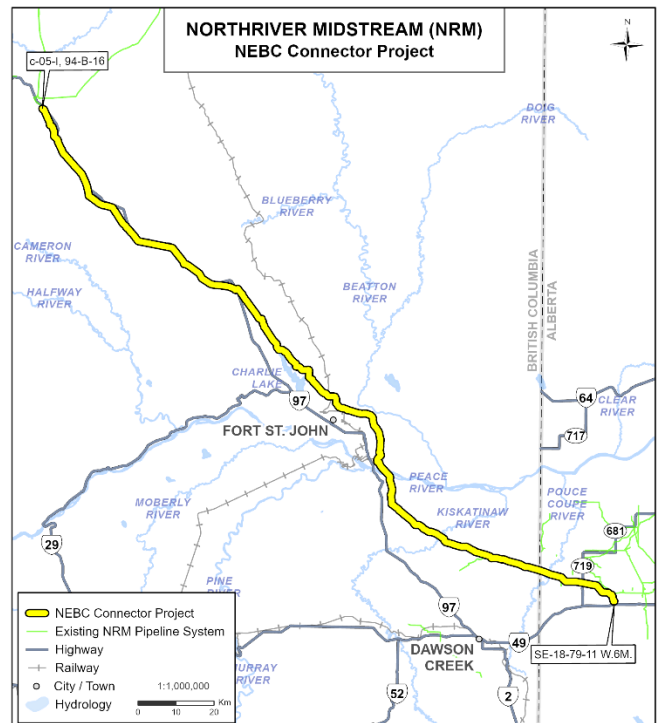 NORTHRIVER MIDSTREAM (NRM)
NEBC Connector Project
N
c-05-I, 94-B-16
DOIG
RIVER
BLUEBERRY
RIVER
CAMERON
RIVER
HALFWAY
RIVER
BEATTON
RIVER
BRITISH COLUMBIA
ALBERTA
CHARLIE
LAKE
97
FORT ST. JOHN
64
CLEAR
RIVER
717
PEACE
RIVER
MOBERLY
RIVER
KISKATINAW
RIVER
POUCE
COUPE
RIVER
681
29
719
PINE
RIVER
97
49
DAWSON
CREEK
SE-18-79-11 W.6M.
MURRAY
RIVER
52
2
NEBC Connector Project
Existing NRM Pipeline System
Highway
Railway
City / Town
Hydrology
1:1,000,000
0 10 20 Km